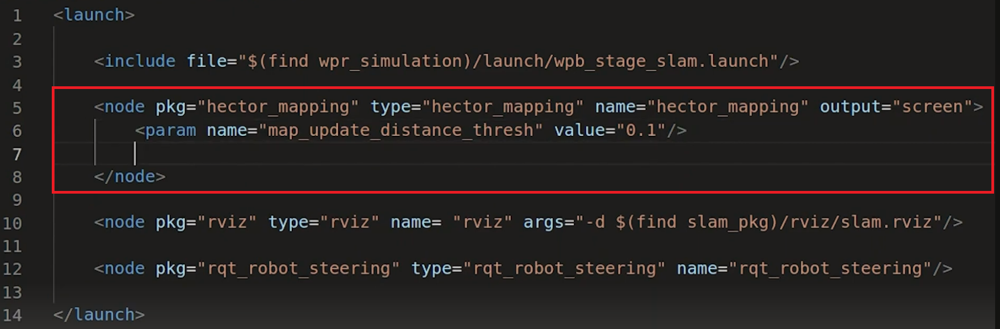 1 <launch>
2
3 <include file="$(find wpr_simulation)/launch/wpb_stage_slam.launch"/>
4
5 <node pkg="hector_mapping" type="hector_mapping" name="hector_mapping" output="screen">
6 <param name="map_update_distance_thresh" value="0.1"/>
7
8 </node>
9
10 <node pkg="rviz" type="rviz" name= "rviz" args="-d $(find slam_pkg)/rviz/slam.rviz"/>
11
12 <node pkg="rqt_robot_steering" type="rqt_robot_steering" name="rqt_robot_steering"/>
13
14 </launch>